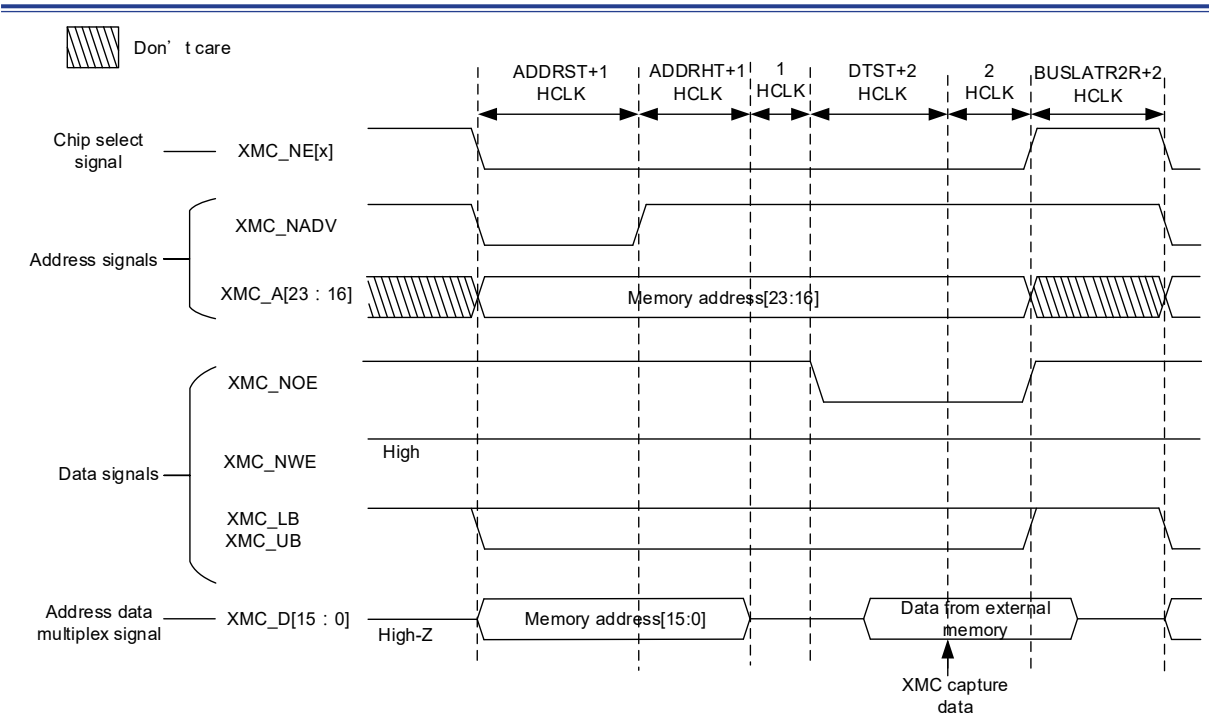 Don't care
ADDRST+1
HCLK
ADDRHT+1
HCLK
1
HCLK
DTST+2
HCLK
2
HCLK
BUSLATR2R+2
HCLK
Chip select
signal
XMC_NE[x]
XMC_NADV
Address signals
XMC_A[23 : 16]
Memory address[23:16]
XMC_NOE
High
XMC_NWE
Data signals
XMC_LB
XMC_UB
Address data
multiplex signal
XMC_D[15 : 0]
High-Z
Memory address[15:0]
Data from external
memory
XMC capture
data